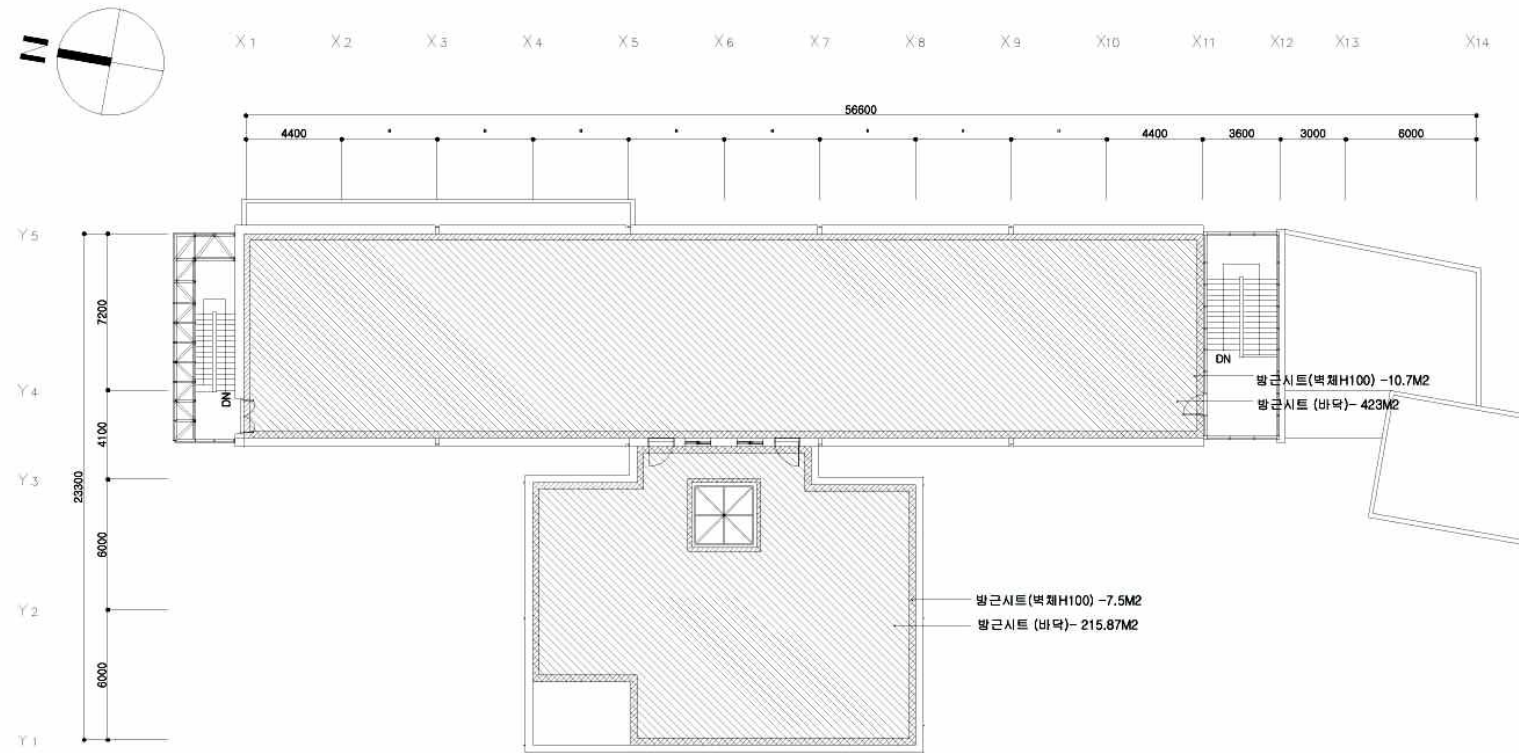 N
X1 X2 X3 X4 X5 X6 X7 X8 X9 X10 X11 X12 X13 X14
56600
4400 " " " " " " " " 4400 3600 3000 6000
Y5
7200
DN
DN
Y4
방근시트(벽체H100) -10.7M2
방근시트 (바닥)- 423M2
4100
Y3
23300
6000
방근시트(벽체H100) -7.5M2
Y2
방근시트 (바닥)- 215.87M2
6000
Y1